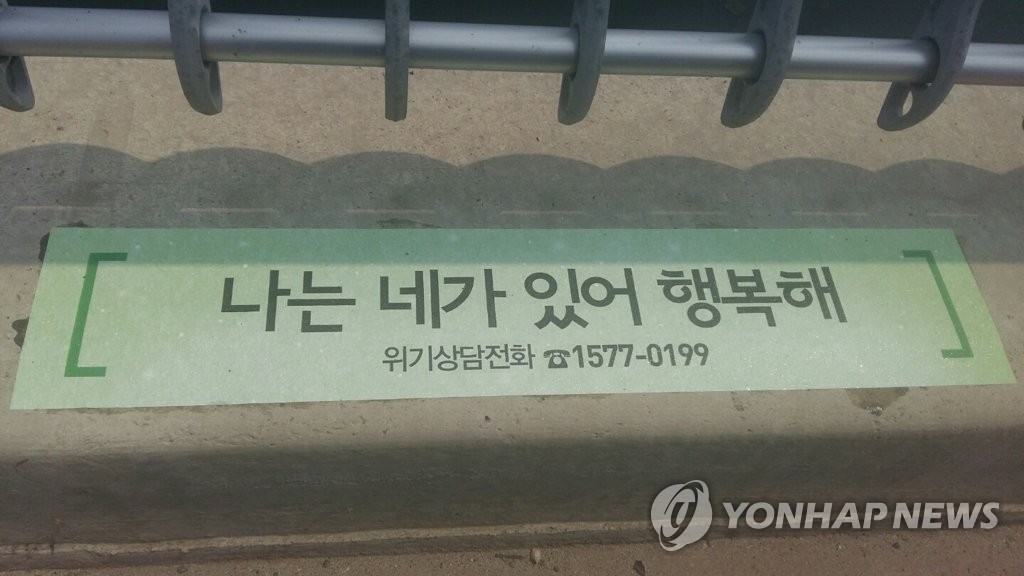 [나는 네가 있어 행복해]
위기상담전화 ☎1577-0199
YONHAP NEWS